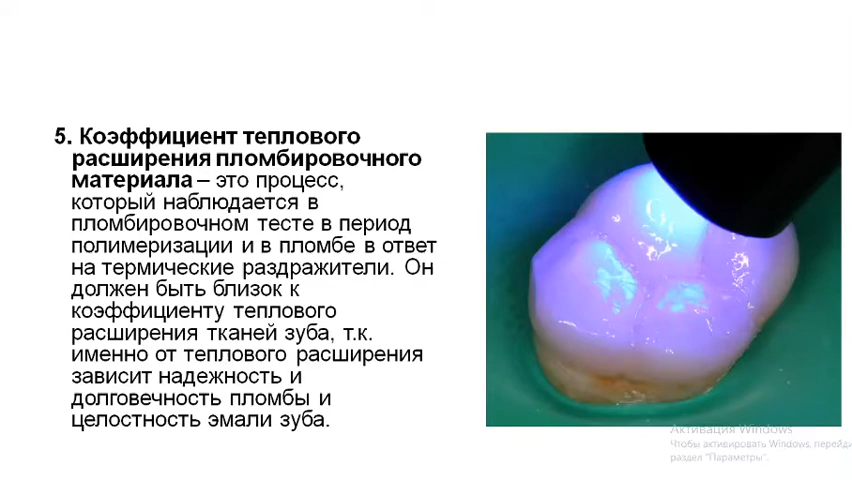 5. Коэффициент теплового
расширения пломбировочного
материала – это процесс,
который наблюдается в
пломбировочном тесте в период
полимеризации и в пломбе в ответ
на термические раздражители. Он
должен быть близок к
коэффициенту теплового
расширения тканей зуба, т.к.
именно от теплового расширения
зависит надежность и
долговечность пломбы и
целостность эмали зуба.
Активация Windows
Чтобы активировать Windows, перейди
раздел "Параметры".